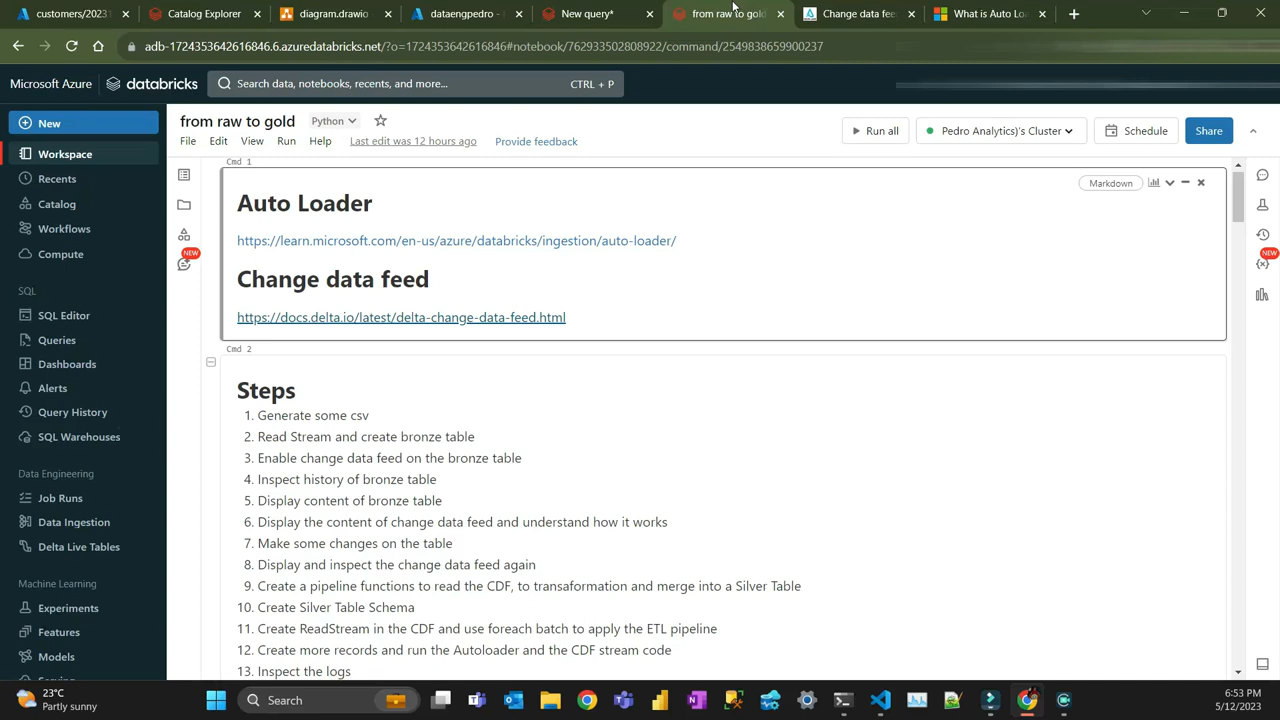 customers/2023
Catalog Explorer
diagram.drawio
dataengpedro -
New query*
from raw to gold
Change data fee
What is Auto Loa
adb-1724353642616846.6.azuredatabricks.net/?o=1724353642616846#notebook/762933502808922/command/2549838659900237
Microsoft Azure
databricks
Search data, notebooks, recents, and more...
CTRL + P
New
Workspace
Recents
Catalog
Workflows
Compute
SQL
SQL Editor
Queries
Dashboards
Alerts
Query History
SQL Warehouses
Data Engineering
Job Runs
Data Ingestion
Delta Live Tables
Machine Learning
Experiments
Features
Models
from raw to gold
Python
File
Edit
View
Run
Help
Last edit was 12 hours ago
Provide feedback
Run all
Pedro Analytics)'s Cluster
Schedule
Share
NEW
NEW
Cmd 1
Markdown
Auto Loader
https://learn.microsoft.com/en-us/azure/databricks/ingestion/auto-loader/
Change data feed
https://docs.delta.io/latest/delta-change-data-feed.html
Cmd 2
Steps
1. Generate some csv
2. Read Stream and create bronze table
3. Enable change data feed on the bronze table
4. Inspect history of bronze table
5. Display content of bronze table
6. Display the content of change data feed and understand how it works
7. Make some changes on the table
8. Display and inspect the change data feed again
9. Create a pipeline functions to read the CDF, to transaformation and merge into a Silver Table
10. Create Silver Table Schema
11. Create ReadStream in the CDF and use foreach batch to apply the ETL pipeline
12. Create more records and run the Autoloader and the CDF stream code
13. Inspect the logs
23°C
Partly sunny
Search
6:53 PM
5/12/2023